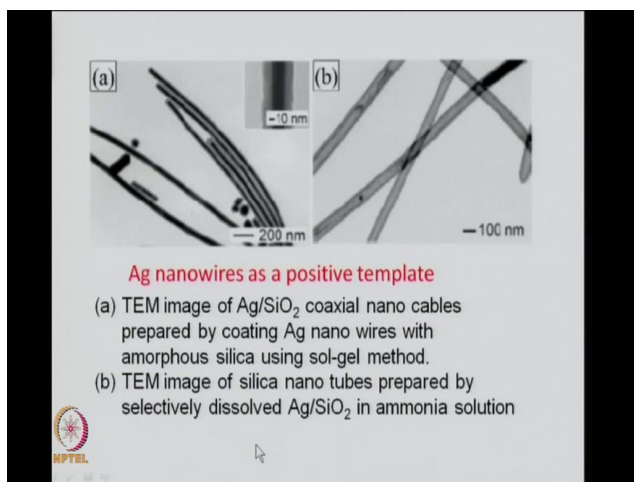 (a)
(b)
10 nm
200 nm
100 nm
Ag nanowires as a positive template
(a) TEM image of Ag/SiO₂ coaxial nano cables
prepared by coating Ag nano wires with
amorphous silica using sol-gel method.
(b) TEM image of silica nano tubes prepared by
selectively dissolved Ag/SiO₂ in ammonia solution
NPTEL